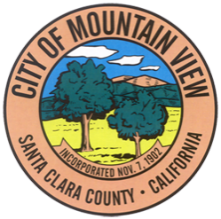 CITY OF MOUNTAIN VIEW
INCORPORATED NOV. 7, 1902
SANTA CLARA COUNTY • CALIFORNIA